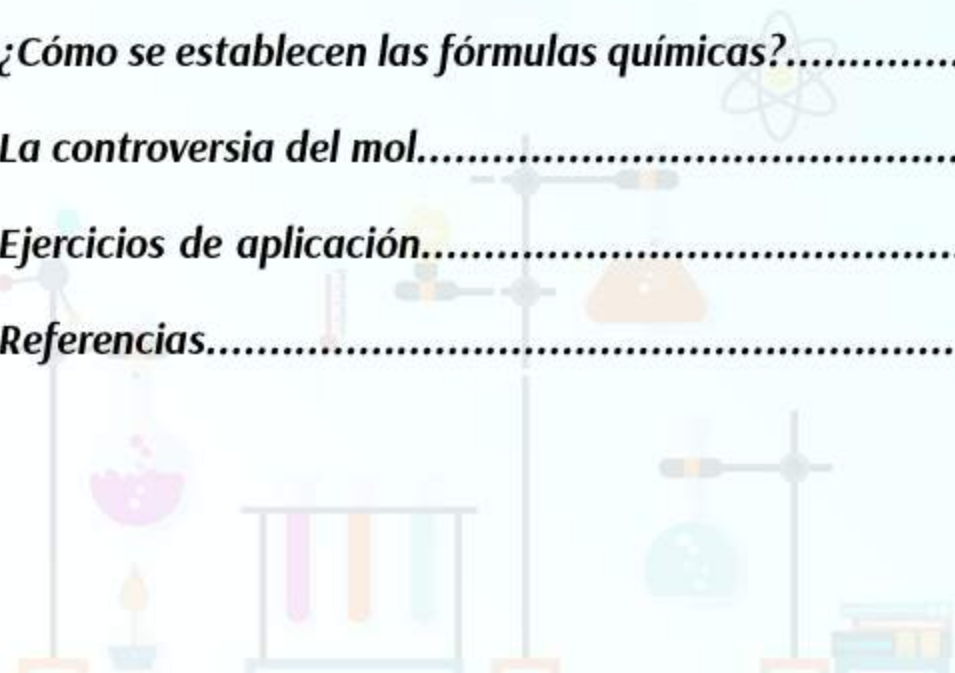 ¿Cómo se establecen las fórmulas químicas?..............
La controversia del mol...........................................
Ejercicios de aplicación..........................................
Referencias...........................................................